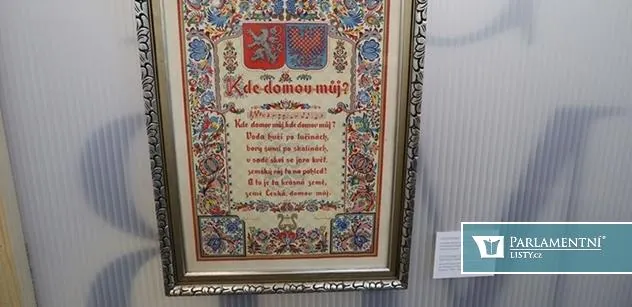 Kde domov můj?
Kde domov můj kde domov můj?
Voda hučí po lučinách,
bory šumí po skalinách,
v sadě skví se jara květ,
zemský ráj to na pohled!
A to je ta krásná země,
země Česká, domov můj.
PARLAMENTNÍ
LISTY.cz